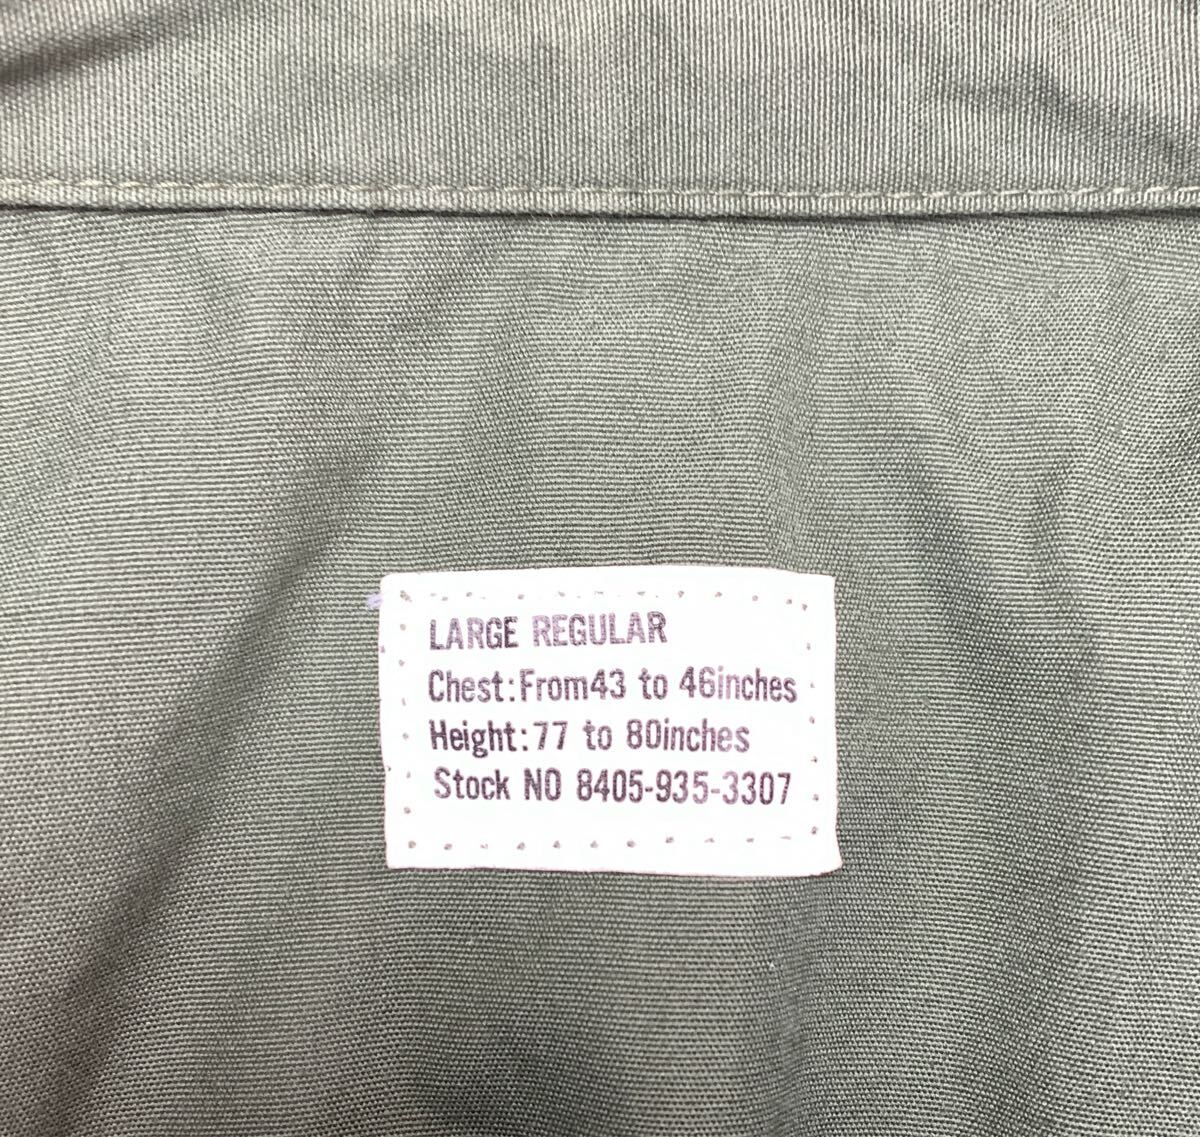 LARGE REGULAR
Chest:From43 to 46inches
Height:77 to 80inches
Stock NO 8405-935-3307